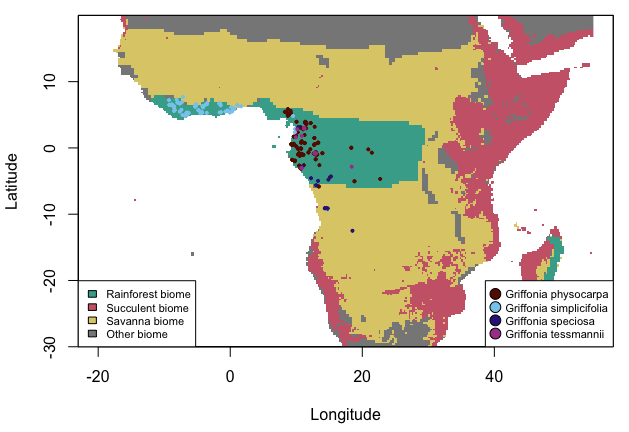 Latitude
10
0
-10
-20
-30
Rainforest biome
Succulent biome
Savanna biome
Other biome
Griffonia physocarpa
Griffonia simplicifolia
Griffonia speciosa
Griffonia tessmannii
-20
0
20
40
Longitude